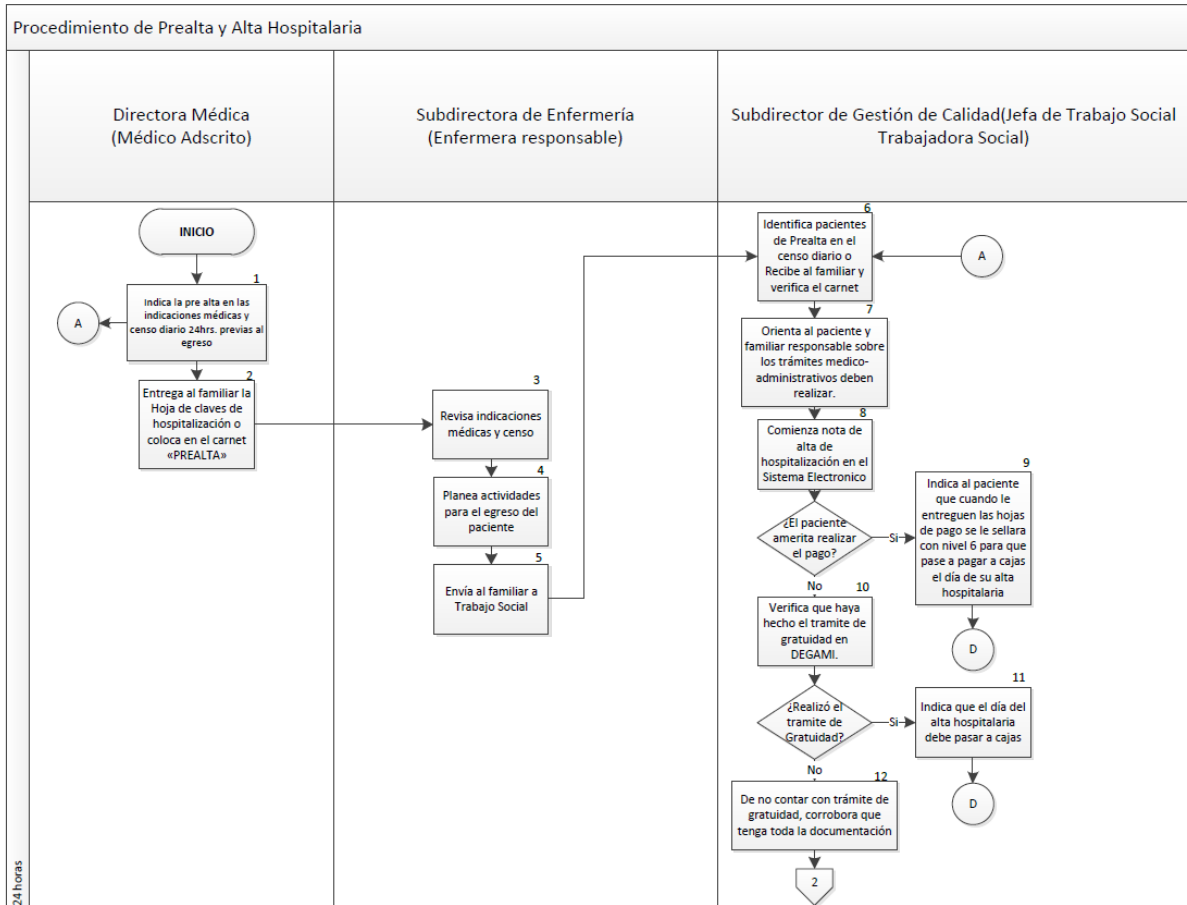 Procedimiento de Prealta y Alta Hospitalaria
Directora Médica
(Médico Adscrito)
Subdirectora de Enfermería
(Enfermera responsable)
Subdirector de Gestión de Calidad(Jefa de Trabajo Social
Trabajadora Social)
24 horas
INICIO
1
Indica la pre alta en las
indicaciones médicas y
censo diario 24hrs. previas al
egreso
A
2
Entrega al familiar la
Hoja de claves de
hospitalización o
coloca en el carnet
«PREALTA»
3
Revisa indicaciones
médicas y censo
4
Planea actividades
para el egreso del
paciente
5
Envía al familiar a
Trabajo Social
6
Identifica pacientes
de Prealta en el
censo diario o
Recibe al familiar y
verifica el carnet
A
7
Orienta al paciente y
familiar responsable sobre
los trámites medico-
administrativos deben
realizar.
8
Comienza nota de
alta de
hospitalización en el
Sistema Electronico
¿El paciente
amerita realizar
el pago?
Si
9
Indica al paciente
que cuando le
entreguen las hojas
de pago se le sellara
con nivel 6 para que
pase a pagar a cajas
el día de su alta
hospitalaria
D
No
10
Verifica que haya
hecho el tramite de
gratuidad en
DEGAMI.
¿Realizó el
tramite de
Gratuidad?
Si
11
Indica que el día del
alta hospitalaria
debe pasar a cajas
D
No
12
De no contar con trámite de
gratuidad, corrobora que
tenga toda la documentación
2